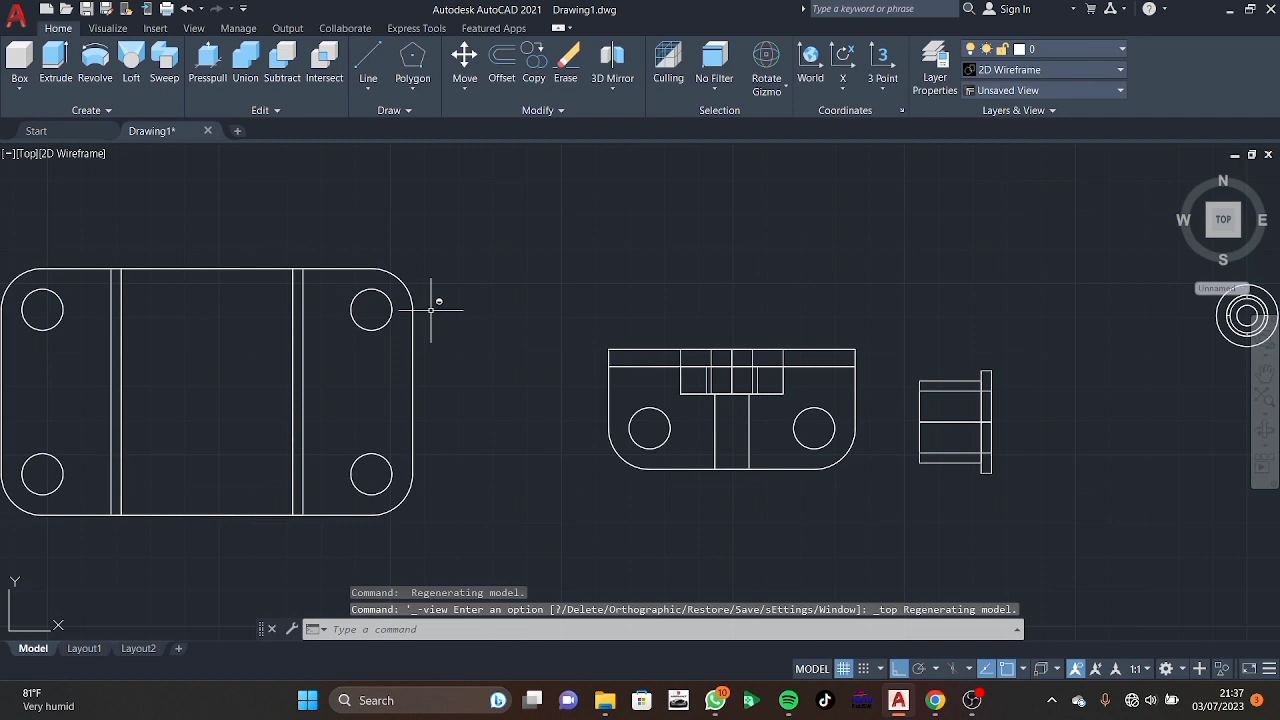 Autodesk AutoCAD 2021 Drawing1.dwg
Type a keyword or phrase
Sign In
Home Visualize Insert View Manage Output Collaborate Express Tools Featured Apps
Box Extrude Revolve Loft Sweep Presspull Union Subtract Intersect Line Polygon Move Offset Copy Erase 3D Mirror Culling No Filter Rotate Gizmo World X 3 Point Layer Properties
0
2D Wireframe
Unsaved View
Create Edit Draw Modify Selection Coordinates Layers & View
Start Drawing1* +
[−][Top][2D Wireframe]
N
W TOP E
S
Unnamed
Y
X
Command: Regenerating model.
Command: '_-view Enter an option [?/Delete/Orthographic/Restore/Save/sEttings/Window]: _top Regenerating model.
Type a command
Model Layout1 Layout2 +
MODEL 1:1
81°F
Very humid
Search
10
21:37
03/07/2023
3